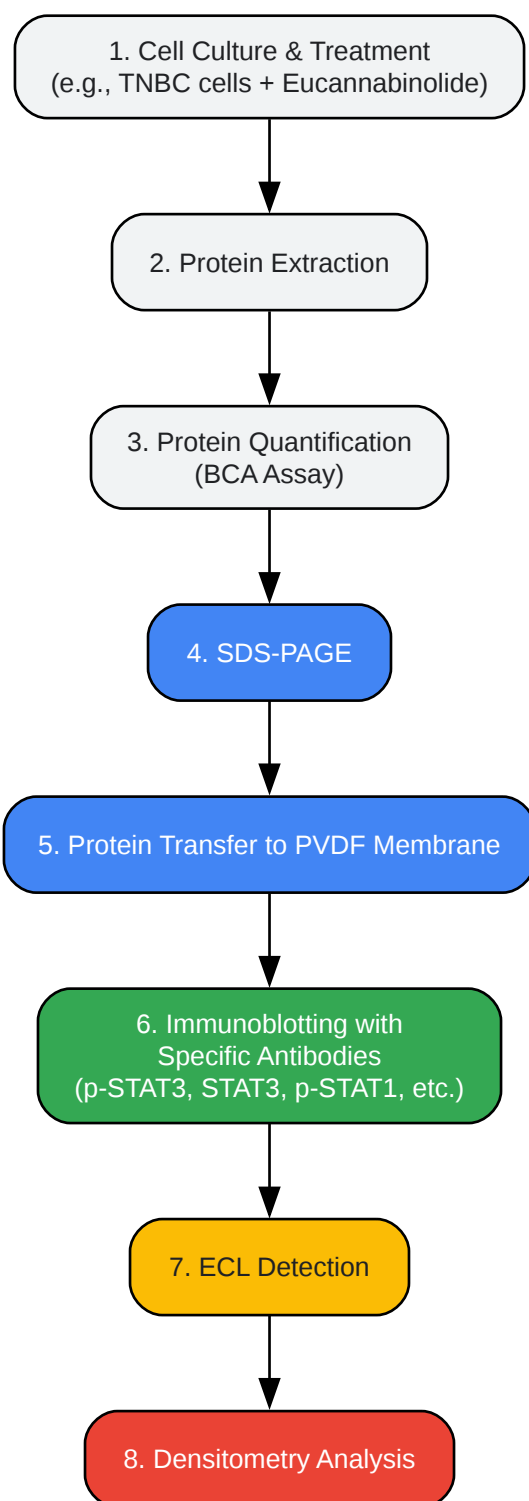 1. Cell Culture & Treatment
(e.g., TNBC cells + Eucannabinolide)
2. Protein Extraction
3. Protein Quantification
(BCA Assay)
4. SDS-PAGE
5. Protein Transfer to PVDF Membrane
6. Immunoblotting with
Specific Antibodies
(p-STAT3, STAT3, p-STAT1, etc.)
7. ECL Detection
8. Densitometry Analysis